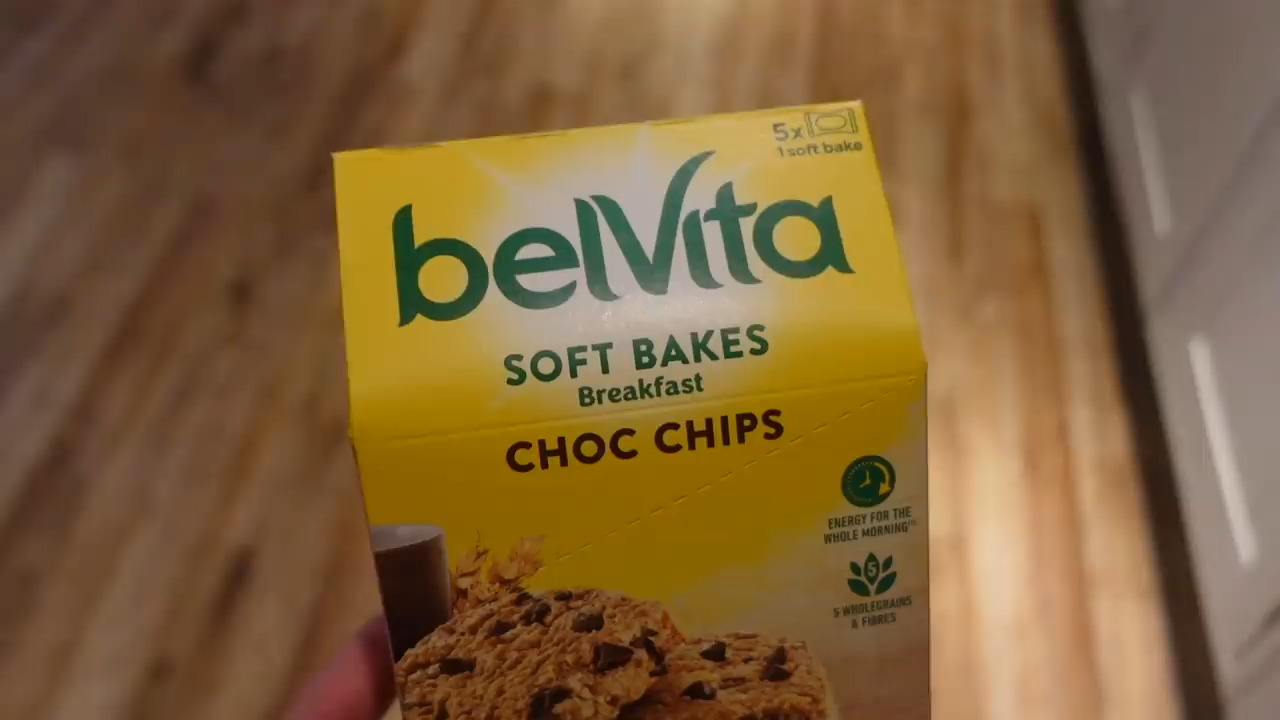 5x
1 soft bake
belVita
SOFT BAKES
Breakfast
CHOC CHIPS
ENERGY FOR THE
WHOLE MORNING
5
5 WHOLEGRAINS
& FIBRES